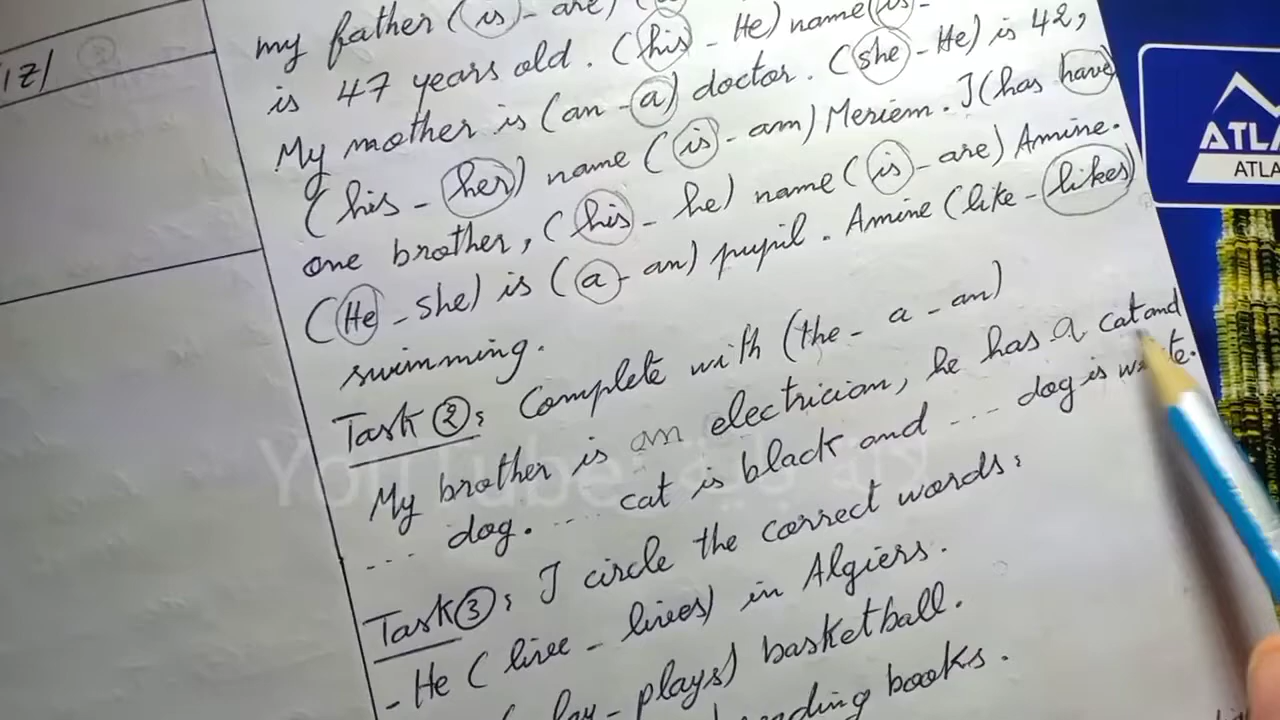 my father (is - are)
is 47 years old. (his - He) name (is -
My mother is (an - a) doctor. (she - He) is 42,
(his - her) name (is - am) Meriem. I (has have
one brother, (his - he) name (is - are) Amine.
(He - she) is (a - an) pupil. Amine (like - likes)
swimming.
Task ②: Complete with (the - a - an)
My brother is an electrician, he has a cat and
... dog. ... cat is black and ... dog is white.
Task ③: I circle the correct words:
- He (live - lives) in Algiers.
plays) basketball.
books.
ATLA
ATLA
YouTube: